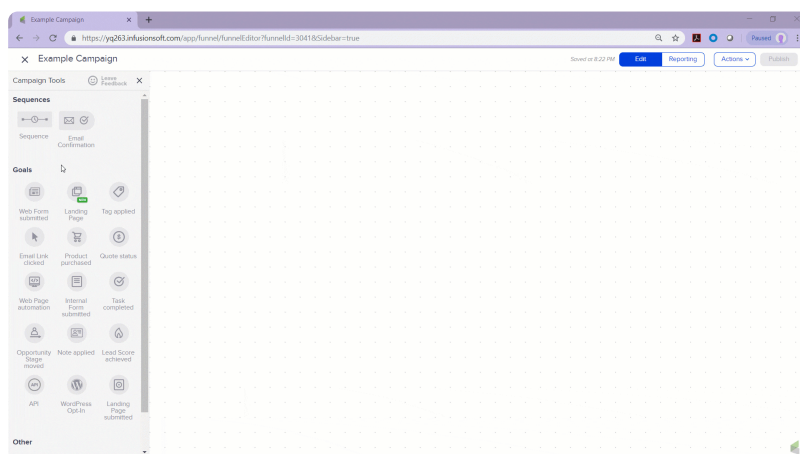 Example Campaign
https://yq263.infusionsoft.com/app/funnel/funnelEditor?funnelId=3041&Sidebar=true
Paused
Example Campaign
Saved at 8:22 PM
Edit
Reporting
Actions
Publish
Campaign Tools
Leave
Feedback
Sequences
Sequence
Email
Confirmation
Goals
NEW
Web Form
submitted
Landing
Page
Tag applied
Email Link
clicked
Product
purchased
Quote status
Web Page
automation
Internal
Form
submitted
Task
completed
Opportunity
Stage
moved
Note applied
Lead Score
achieved
API
API
WordPress
Opt-In
Landing
Page
submitted
Other